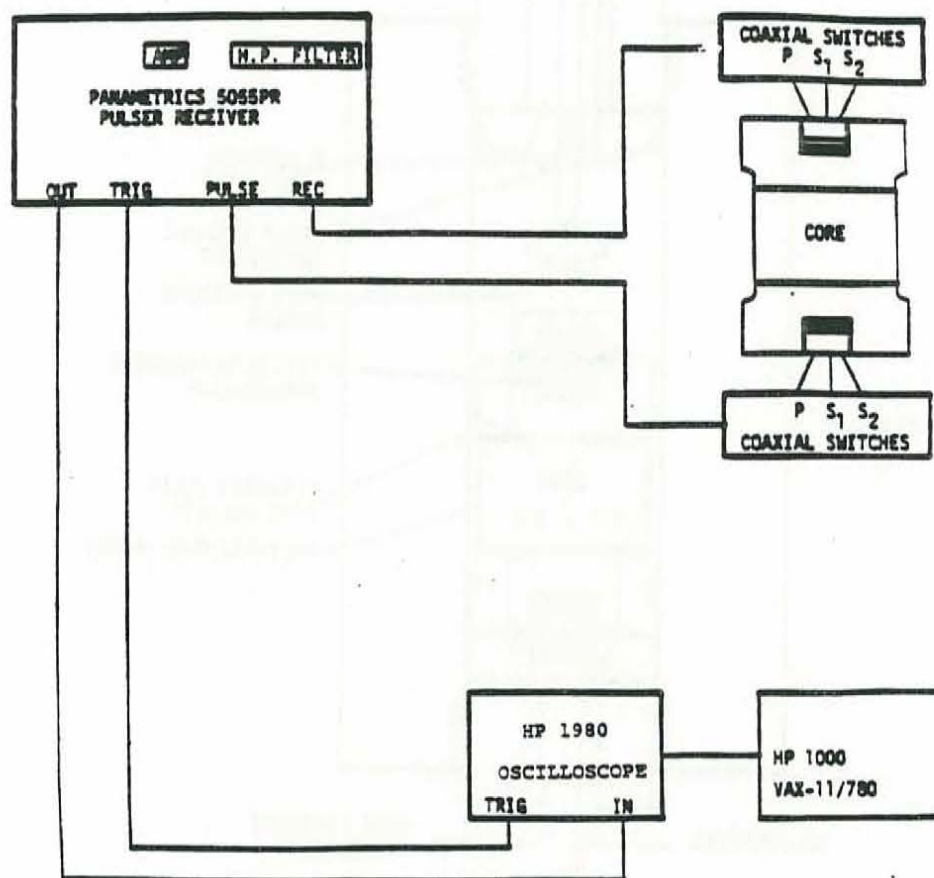 AMP H.P. FILTER
PANAMETRICS 5055PR
PULSER RECEIVER
OUT TRIG PULSE REC
COAXIAL SWITCHES
P S1 S2
CORE
P S1 S2
COAXIAL SWITCHES
HP 1980
OSCILLOSCOPE
TRIG IN
HP 1000
VAX-11/780